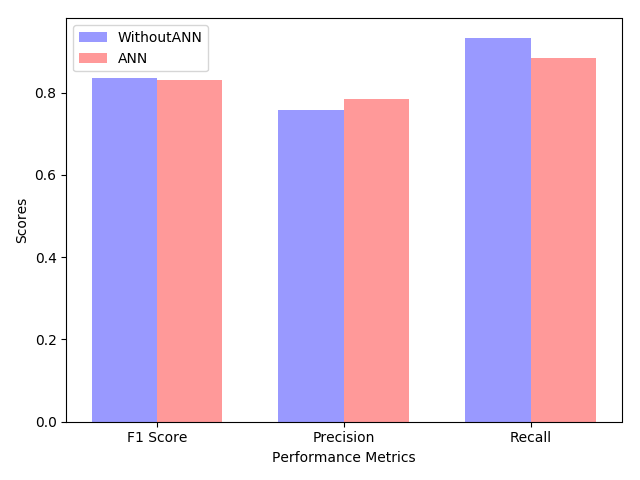 WithoutANN
ANN
Scores
0.8
0.6
0.4
0.2
0.0
F1 Score
Precision
Recall
Performance Metrics